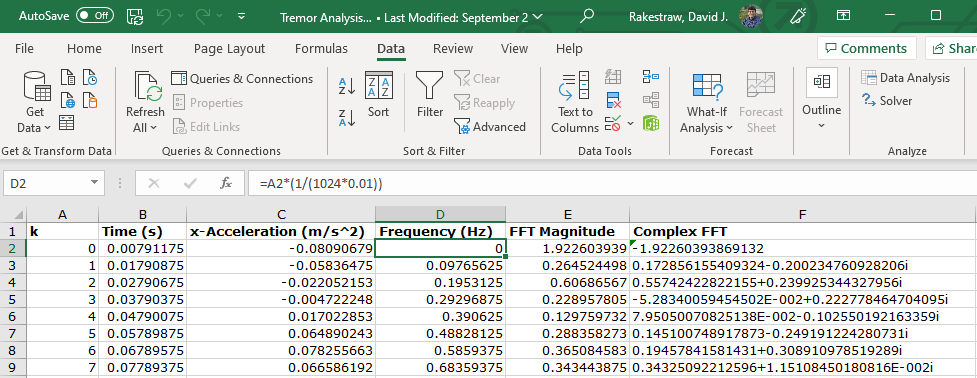 AutoSave Off Tremor Analysis... • Last Modified: September 2 Rakestraw, David J.
File Home Insert Page Layout Formulas Data Review View Help Comments Shar
Get Data Refresh All Queries & Connections Properties Edit Links Sort Filter Clear Reapply Advanced Text to Columns What-If Analysis Forecast Sheet Outline Data Analysis Solver
Get & Transform Data Queries & Connections Sort & Filter Data Tools Forecast Analyze
D2 fx =A2*(1/(1024*0.01))
A B C D E F
1 k Time (s) x-Acceleration (m/s^2) Frequency (Hz) FFT Magnitude Complex FFT
2 0 0.00791175 -0.08090679 0 1.922603939 -1.92260393869132
3 1 0.01790875 -0.05836475 0.09765625 0.264524498 0.172856155409324-0.200234760928206i
4 2 0.02790675 -0.022052153 0.1953125 0.60686567 0.55742422822155+0.239925344327956i
5 3 0.03790375 -0.004722248 0.29296875 0.228957805 -5.28340059454502E-002+0.222778464704095i
6 4 0.04790075 0.017022853 0.390625 0.129759732 7.95050070825138E-002-0.102550192163359i
7 5 0.05789875 0.064890243 0.48828125 0.288358273 0.145100748917873-0.249191224280731i
8 6 0.06789575 0.078255663 0.5859375 0.365084583 0.19457841581431+0.308910978519289i
9 7 0.07789375 0.066586192 0.68359375 0.343443875 0.34325092212596+1.15108450180816E-002i